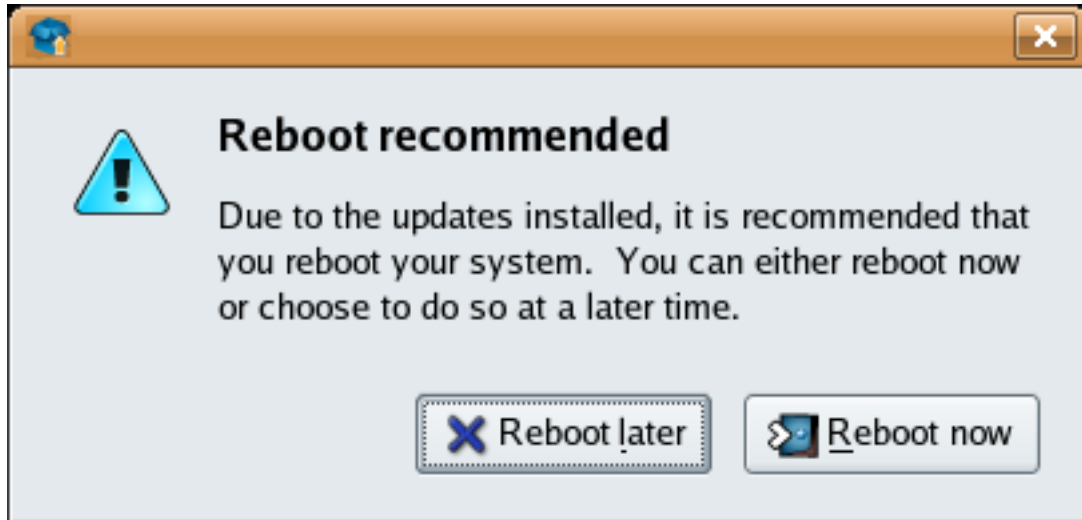 Reboot recommended
Due to the updates installed, it is recommended that
you reboot your system.  You can either reboot now
or choose to do so at a later time.
Reboot later
Reboot now